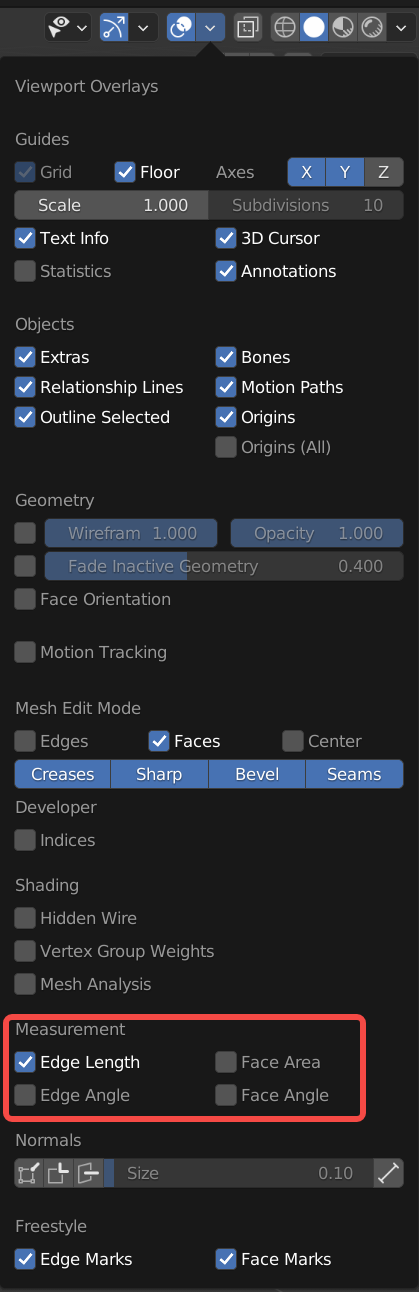 Viewport Overlays
Guides
Grid Floor Axes X Y Z
Scale 1.000 Subdivisions 10
Text Info 3D Cursor
Statistics Annotations
Objects
Extras Bones
Relationship Lines Motion Paths
Outline Selected Origins
Origins (All)
Geometry
Wirefram 1.000 Opacity 1.000
Fade Inactive Geometry 0.400
Face Orientation
Motion Tracking
Mesh Edit Mode
Edges Faces Center
Creases Sharp Bevel Seams
Developer
Indices
Shading
Hidden Wire
Vertex Group Weights
Mesh Analysis
Measurement
Edge Length Face Area
Edge Angle Face Angle
Normals
Size 0.10
Freestyle
Edge Marks Face Marks